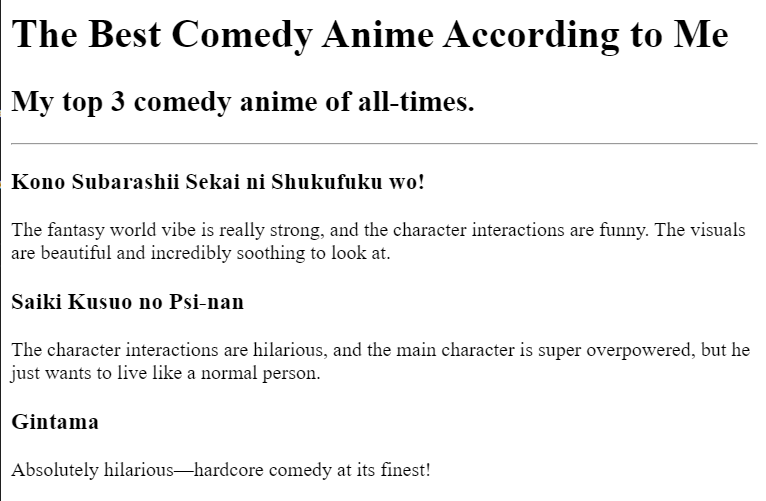 The Best Comedy Anime According to Me
My top 3 comedy anime of all-times.
Kono Subarashii Sekai ni Shukufuku wo!
The fantasy world vibe is really strong, and the character interactions are funny. The visuals
are beautiful and incredibly soothing to look at.
Saiki Kusuo no Psi-nan
The character interactions are hilarious, and the main character is super overpowered, but he
just wants to live like a normal person.
Gintama
Absolutely hilarious—hardcore comedy at its finest!